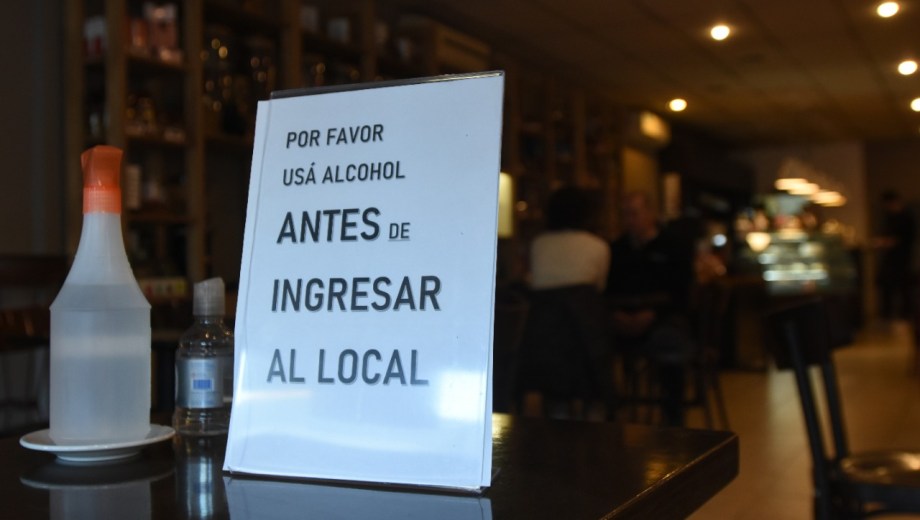 POR FAVOR
USÁ ALCOHOL
ANTES DE
INGRESAR
AL LOCAL